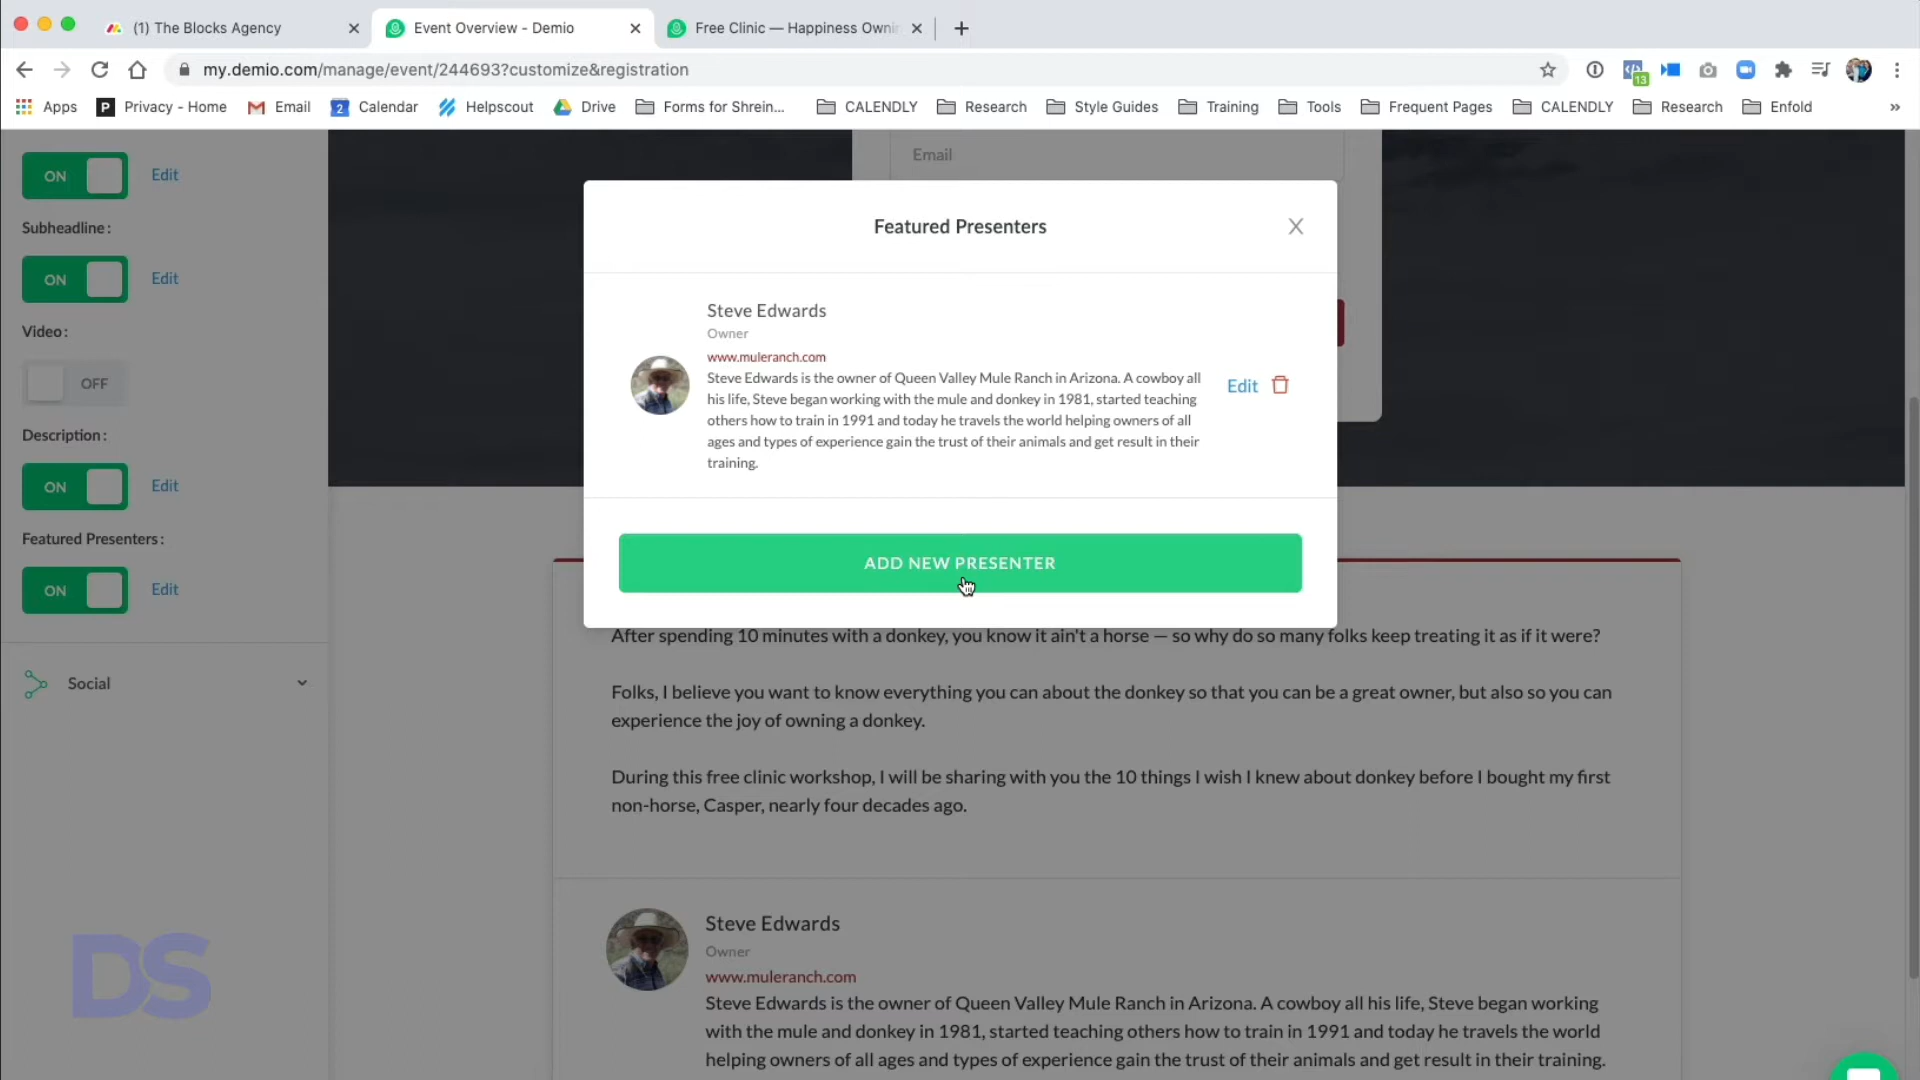 (1) The Blocks Agency
Event Overview - Demio
Free Clinic — Happiness Owni
my.demio.com/manage/event/244693?customize&registration
13
Apps
P
Privacy - Home
Email
2
Calendar
Helpscout
Drive
Forms for Shrein...
CALENDLY
Research
Style Guides
Training
Tools
Frequent Pages
CALENDLY
Research
Enfold
»
ON
Edit
Subheadline:
ON
Edit
Video:
OFF
Description:
ON
Edit
Featured Presenters:
ON
Edit
Social
DS
Email
Featured Presenters
Steve Edwards
Owner
www.muleranch.com
Steve Edwards is the owner of Queen Valley Mule Ranch in Arizona. A cowboy all
his life, Steve began working with the mule and donkey in 1981, started teaching
others how to train in 1991 and today he travels the world helping owners of all
ages and types of experience gain the trust of their animals and get result in their
training.
Edit
ADD NEW PRESENTER
After spending 10 minutes with a donkey, you know it ain't a horse — so why do so many folks keep treating it as if it were?
Folks, I believe you want to know everything you can about the donkey so that you can be a great owner, but also so you can
experience the joy of owning a donkey.
During this free clinic workshop, I will be sharing with you the 10 things I wish I knew about donkey before I bought my first
non-horse, Casper, nearly four decades ago.
Steve Edwards
Owner
www.muleranch.com
Steve Edwards is the owner of Queen Valley Mule Ranch in Arizona. A cowboy all his life, Steve began working
with the mule and donkey in 1981, started teaching others how to train in 1991 and today he travels the world
helping owners of all ages and types of experience gain the trust of their animals and get result in their training.